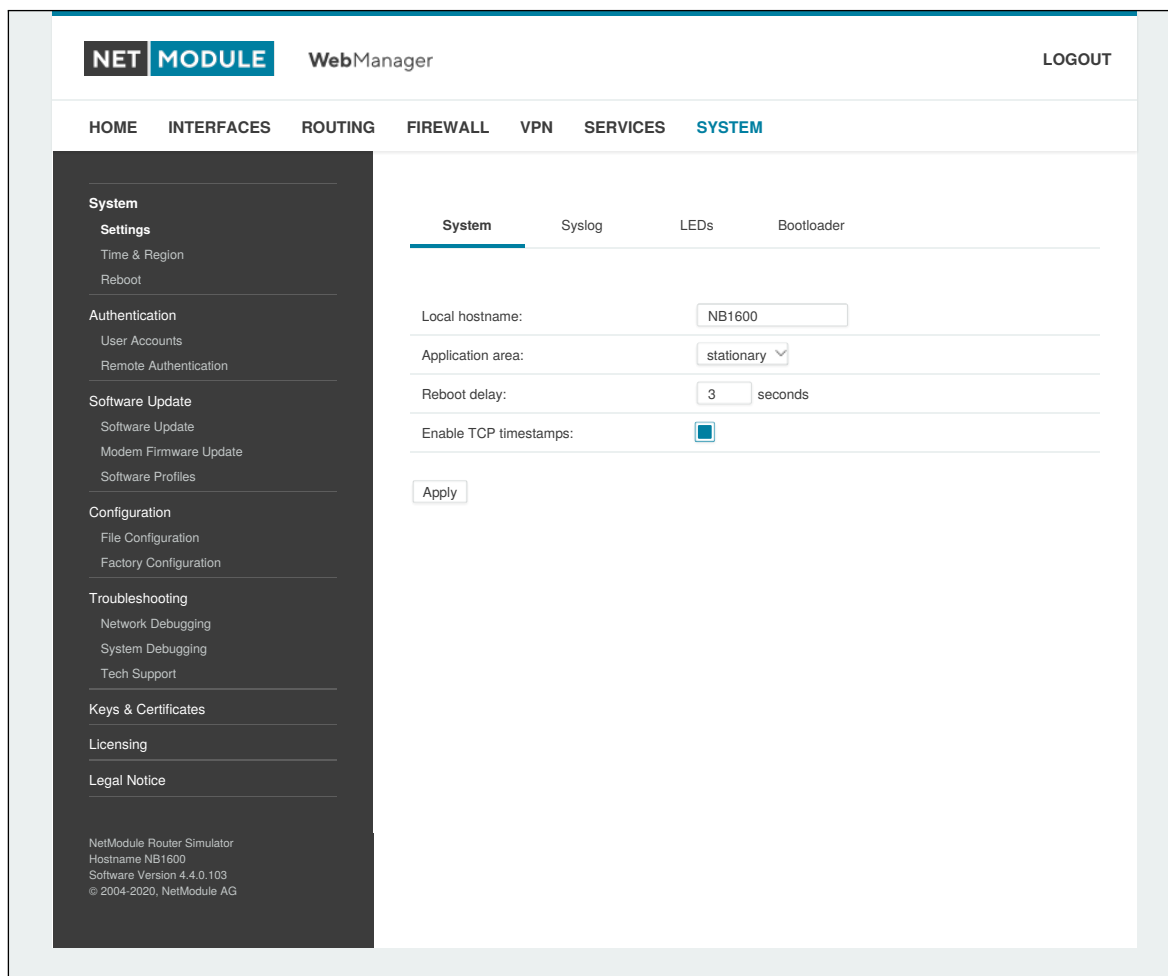 NET MODULE WebManager LOGOUT
HOME INTERFACES ROUTING FIREWALL VPN SERVICES SYSTEM
System
Settings
Time & Region
Reboot
Authentication
User Accounts
Remote Authentication
Software Update
Software Update
Modem Firmware Update
Software Profiles
Configuration
File Configuration
Factory Configuration
Troubleshooting
Network Debugging
System Debugging
Tech Support
Keys & Certificates
Licensing
Legal Notice
NetModule Router Simulator
Hostname NB1600
Software Version 4.4.0.103
© 2004-2020, NetModule AG
System Syslog LEDs Bootloader
Local hostname: NB1600
Application area: stationary
Reboot delay: 3 seconds
Enable TCP timestamps:
Apply